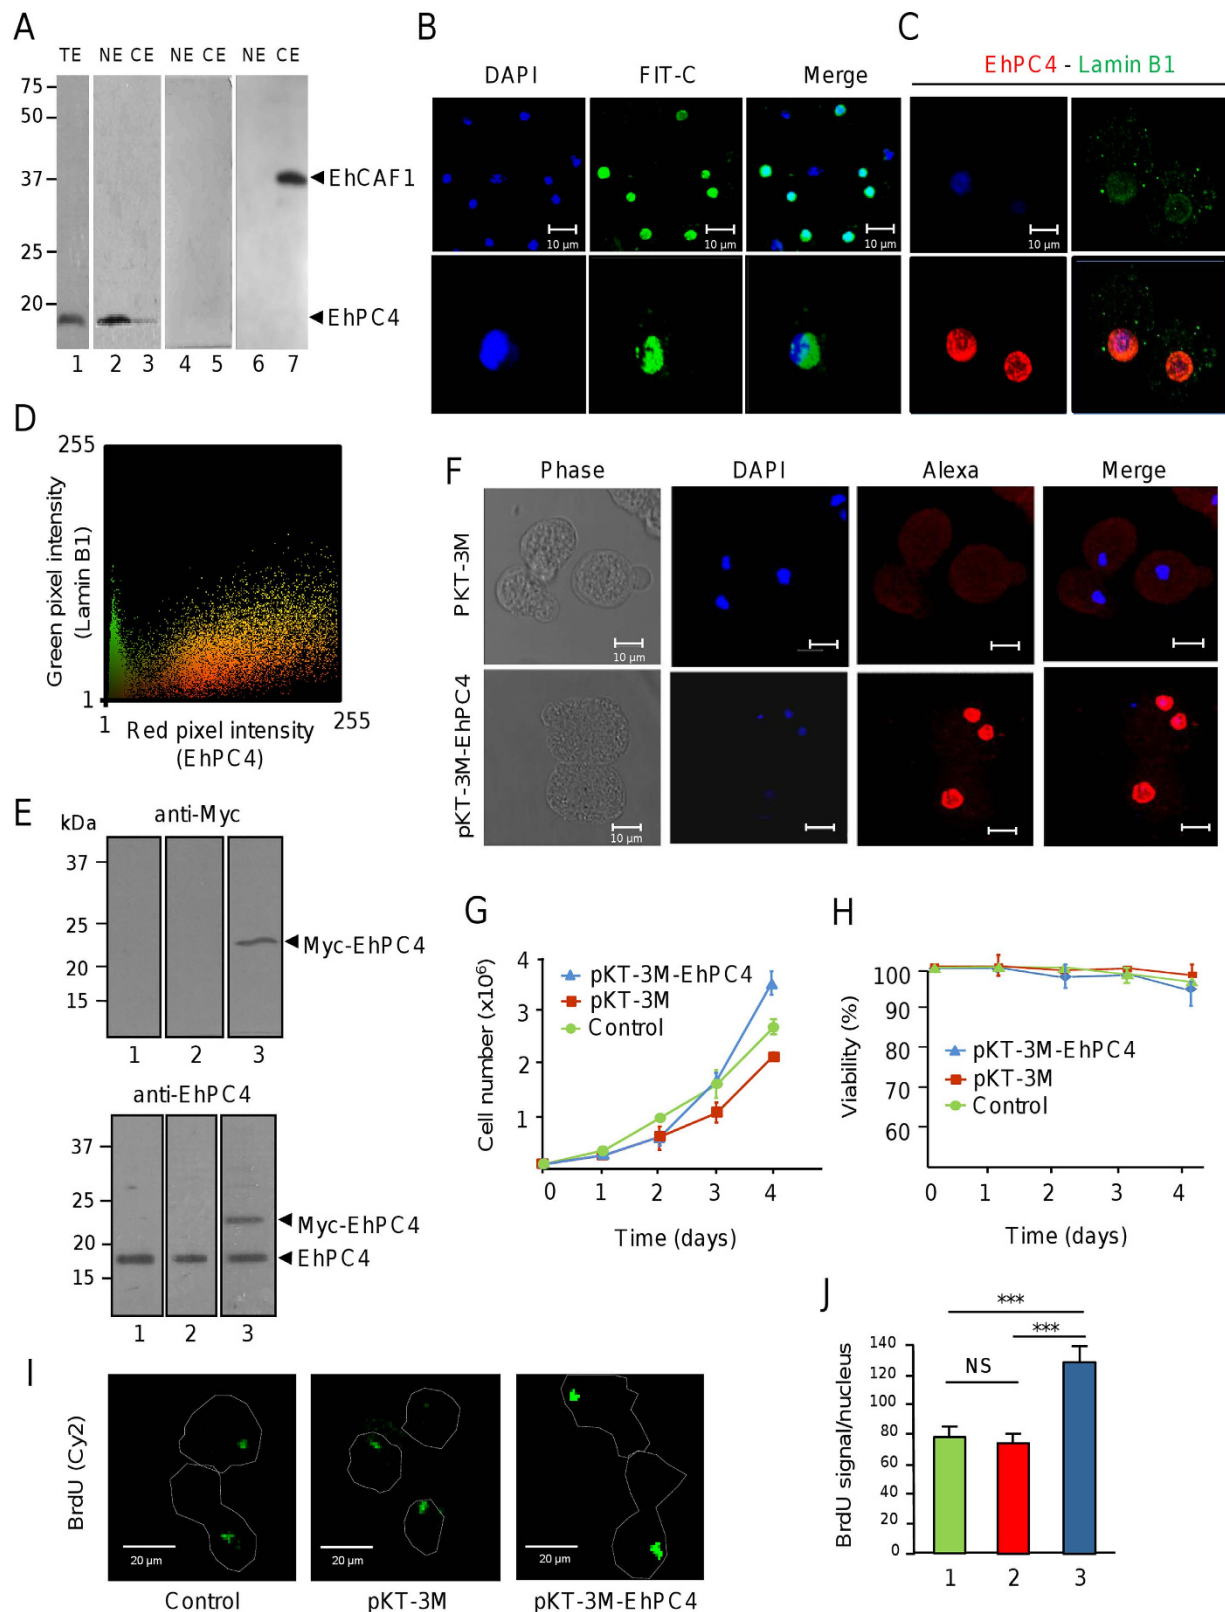 A
TE NE CE NE CE NE CE
75
50
37
25
20
EhCAF1
EhPC4
1 2 3 4 5 6 7
B
DAPI FIT-C Merge
10 µm 10 µm 10 µm
C
EhPC4 - Lamin B1
D
255
Green pixel intensity
(Lamin B1)
1
1 255
Red pixel intensity
(EhPC4)
E
kDa anti-Myc
37
25
20
15
Myc-EhPC4
1 2 3
anti-EhPC4
37
25
20
15
Myc-EhPC4
EhPC4
1 2 3
F
Phase DAPI Alexa Merge
PKT-3M
10 µm
pKT-3M-EhPC4
10 µm
G
Cell number (x10⁶)
4
3
2
1
pKT-3M-EhPC4
pKT-3M
Control
0 1 2 3 4
Time (days)
H
Viability (%)
100
90
80
70
60
pKT-3M-EhPC4
pKT-3M
Control
0 1 2 3 4
Time (days)
I
BrdU (Cy2)
20 µm 20 µm 20 µm
Control pKT-3M pKT-3M-EhPC4
J
BrdU signal/nucleus
140
120
100
80
60
40
20
0
***
***
NS
1 2 3